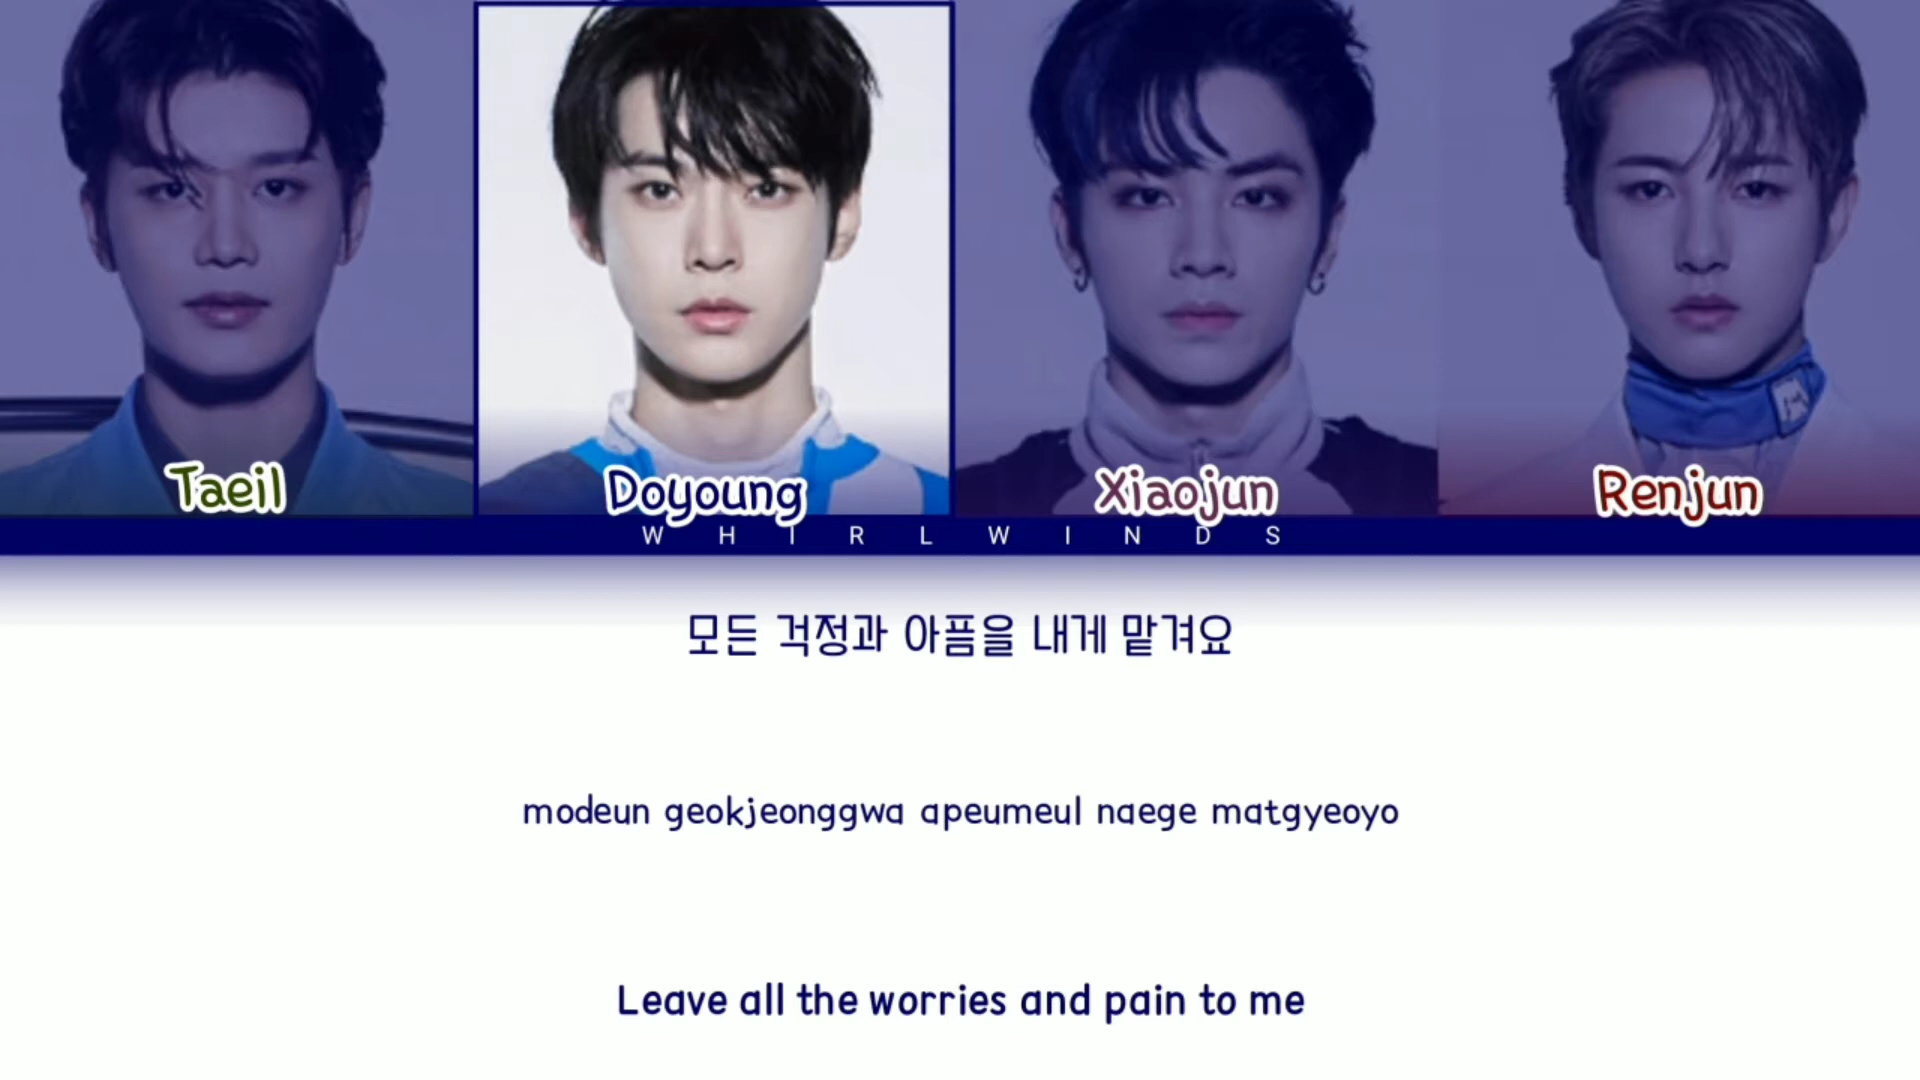 Taeil
Doyoung
Xiaojun
Renjun
WHIRLWINDS
모든 걱정과 아픔을 내게 맡겨요
modeun geokjeonggwa apeumeul naege matgyeoyo
Leave all the worries and pain to me